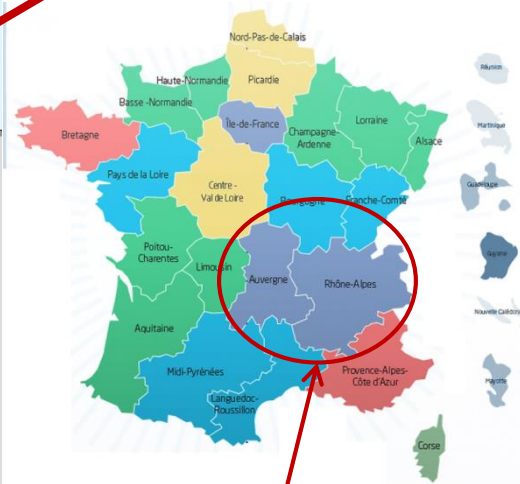 Nord-Pas-de-Calais
Haute-Normandie
Picardie
Réunion
Basse -Normandie
Île-de-France
Champagne-
Ardenne
Lorraine
Alsace
Martinique
Bretagne
Pays de la Loire
Centre -
Val de Loire
Bourgogne
Franche-Comté
Guadeloupe
Poitou-
Charentes
Limousin
Auvergne
Rhône-Alpes
Guyane
Aquitaine
Nouvelle Calédoni
Midi-Pyrénées
Provence-Alpes-
Côte d'Azur
Mayotte
Languedoc-
Roussillon
Corse